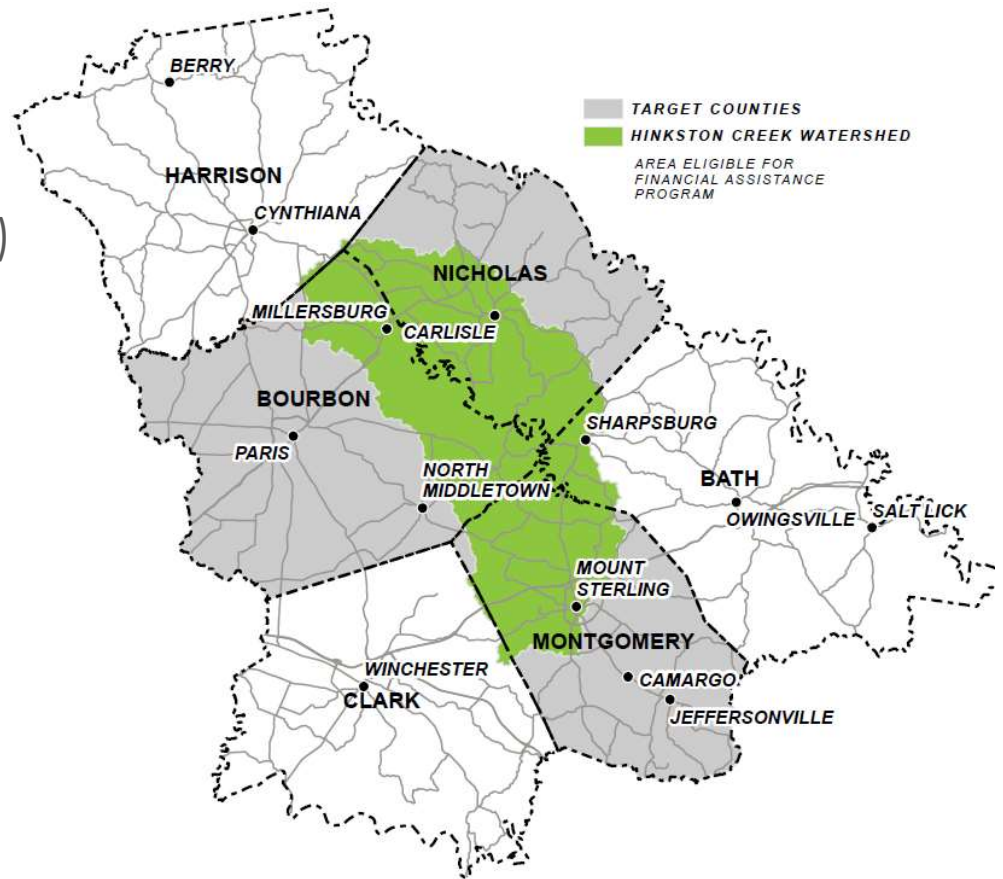 BERRY
TARGET COUNTIES
HINKSTON CREEK WATERSHED
AREA ELIGIBLE FOR
FINANCIAL ASSISTANCE
PROGRAM
HARRISON
CYNTHIANA
)
NICHOLAS
MILLERSBURG
CARLISLE
BOURBON
PARIS
SHARPSBURG
NORTH
MIDDLETOWN
BATH
OWINGSVILLE
SALT LICK
MOUNT
STERLING
MONTGOMERY
WINCHESTER
CLARK
CAMARGO
JEFFERSONVILLE